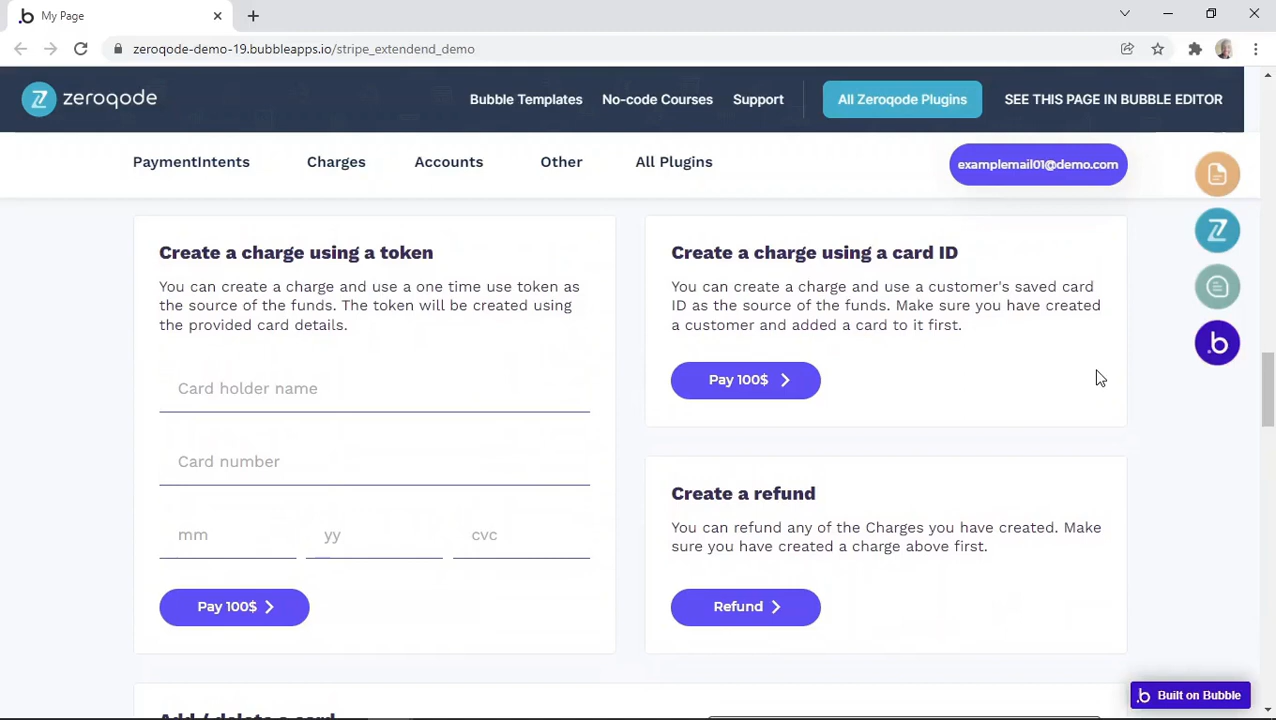 My Page
zeroqode-demo-19.bubbleapps.io/stripe_extendend_demo
zeroqode
Bubble Templates
No-code Courses
Support
All Zeroqode Plugins
SEE THIS PAGE IN BUBBLE EDITOR
PaymentIntents
Charges
Accounts
Other
All Plugins
examplemail01@demo.com
Create a charge using a token
You can create a charge and use a one time use token as
the source of the funds. The token will be created using
the provided card details.
Card holder name
Card number
mm
yy
cvc
Pay 100$
Create a charge using a card ID
You can create a charge and use a customer's saved card
ID as the source of the funds. Make sure you have created
a customer and added a card to it first.
Pay 100$
Create a refund
You can refund any of the Charges you have created. Make
sure you have created a charge above first.
Refund
Add / delete a card
Built on Bubble